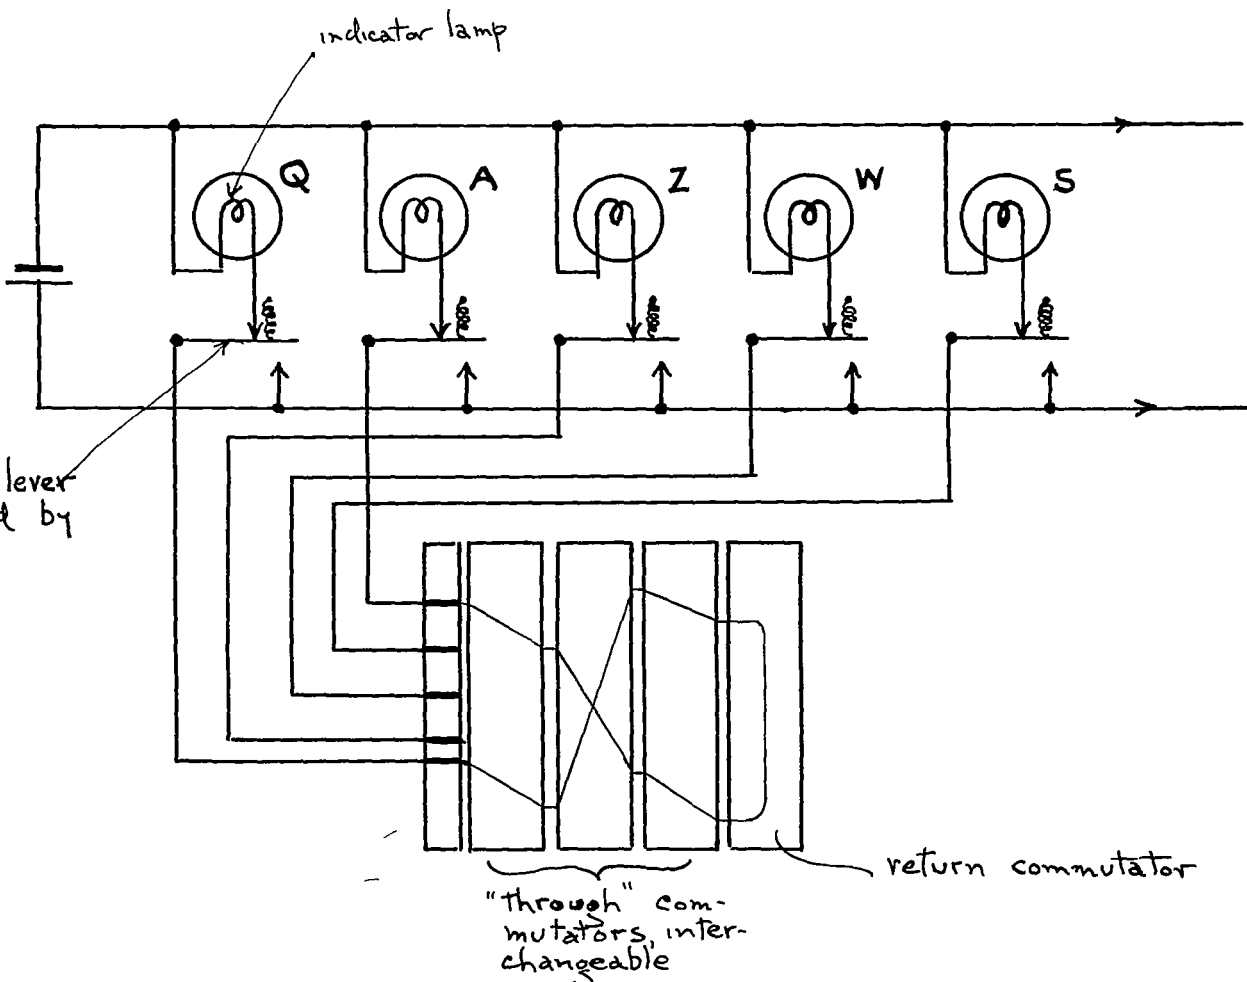 indicator lamp
Q A Z W S
lever
by
return commutator
"through" com-
mutators, inter-
changeable